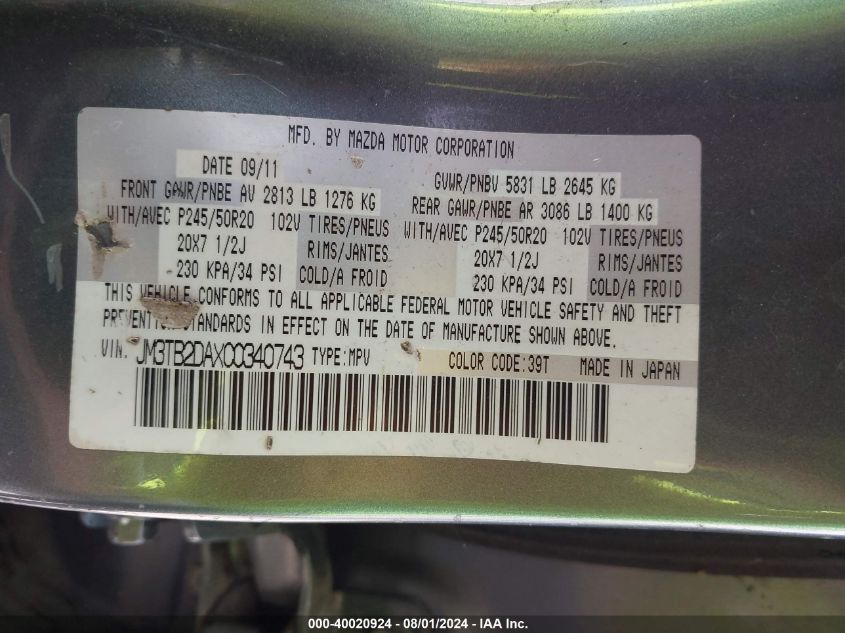 MFD. BY MAZDA MOTOR CORPORATION
DATE 09/11
GVWR/PNBV 5831 LB 2645 KG
FRONT GAWR/PNBE AV 2813 LB 1276 KG
REAR GAWR/PNBE AR 3086 LB 1400 KG
WITH/AVEC P245/50R20 102V TIRES/PNEUS
WITH/AVEC P245/50R20 102V TIRES/PNEUS
20X7 1/2J RIMS/JANTES
20X7 1/2J RIMS/JANTES
230 KPA/34 PSI COLD/A FROID
230 KPA/34 PSI COLD/A FROID
THIS VEHICLE CONFORMS TO ALL APPLICABLE FEDERAL MOTOR VEHICLE SAFETY AND THEFT
PREVENTION STANDARDS IN EFFECT ON THE DATE OF MANUFACTURE SHOWN ABOVE.
VIN. JM3TB2DAXC0340743 TYPE:MPV COLOR CODE:39T MADE IN JAPAN
000-40020924 - 08/01/2024 - IAA Inc.